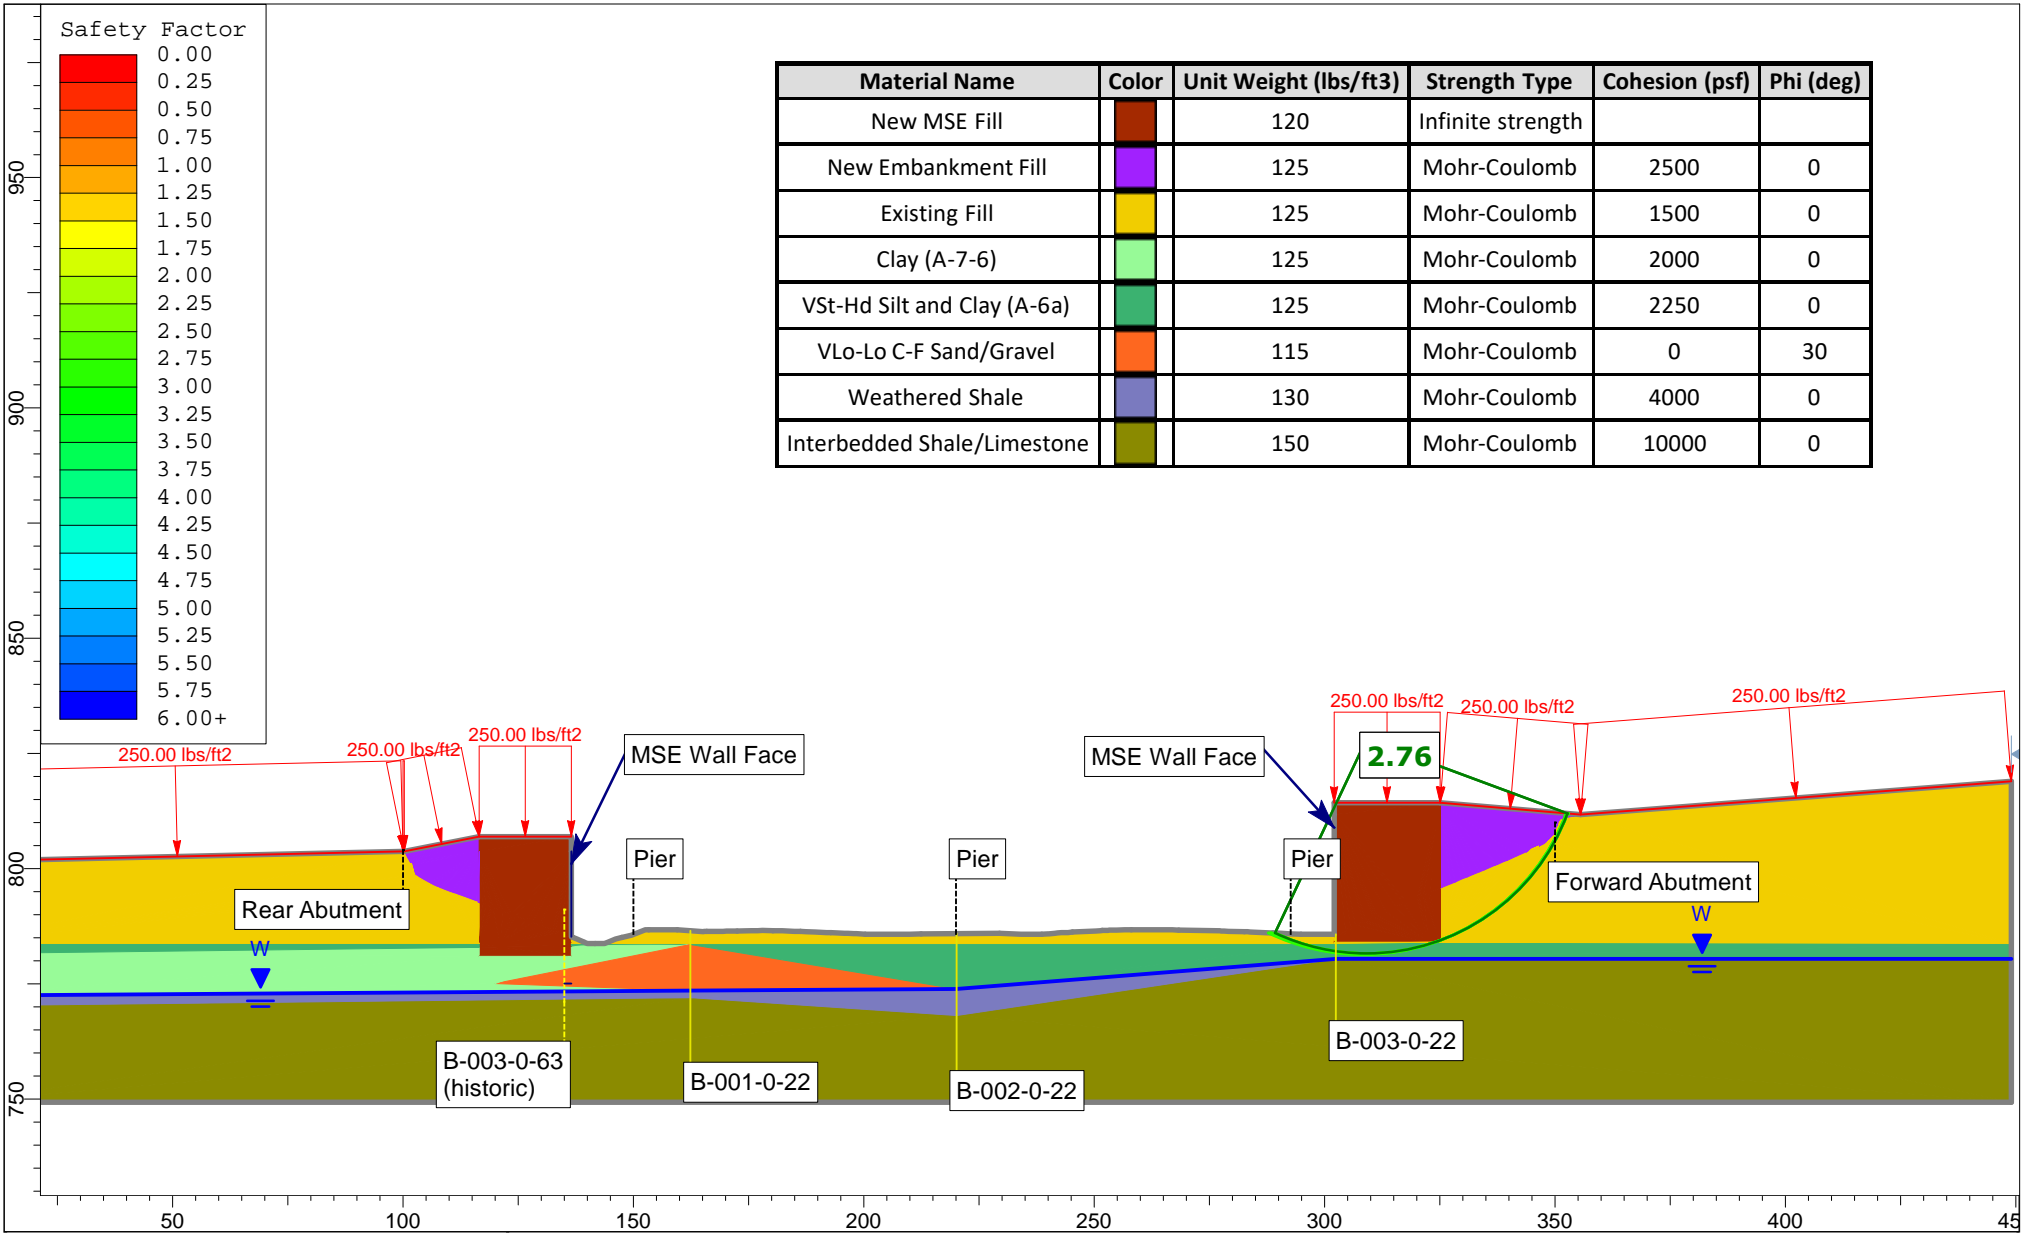 Safety Factor
0.00
0.25
0.50
0.75
1.00
1.25
1.50
1.75
2.00
2.25
2.50
2.75
3.00
3.25
3.50
3.75
4.00
4.25
4.50
4.75
5.00
5.25
5.50
5.75
6.00+
Material Name Color Unit Weight (lbs/ft3) Strength Type Cohesion (psf) Phi (deg)
New MSE Fill 120 Infinite strength
New Embankment Fill 125 Mohr-Coulomb 2500 0
Existing Fill 125 Mohr-Coulomb 1500 0
Clay (A-7-6) 125 Mohr-Coulomb 2000 0
VSt-Hd Silt and Clay (A-6a) 125 Mohr-Coulomb 2250 0
VLo-Lo C-F Sand/Gravel 115 Mohr-Coulomb 0 30
Weathered Shale 130 Mohr-Coulomb 4000 0
Interbedded Shale/Limestone 150 Mohr-Coulomb 10000 0
950
900
850
800
750
250.00 lbs/ft2
250.00 lbs/ft2
250.00 lbs/ft2
250.00 lbs/ft2
250.00 lbs/ft2
250.00 lbs/ft2
MSE Wall Face
MSE Wall Face
2.76
Pier
Pier
Pier
Rear Abutment
Forward Abutment
W
W
B-003-0-63
(historic)
B-001-0-22
B-002-0-22
B-003-0-22
50 100 150 200 250 300 350 400 45